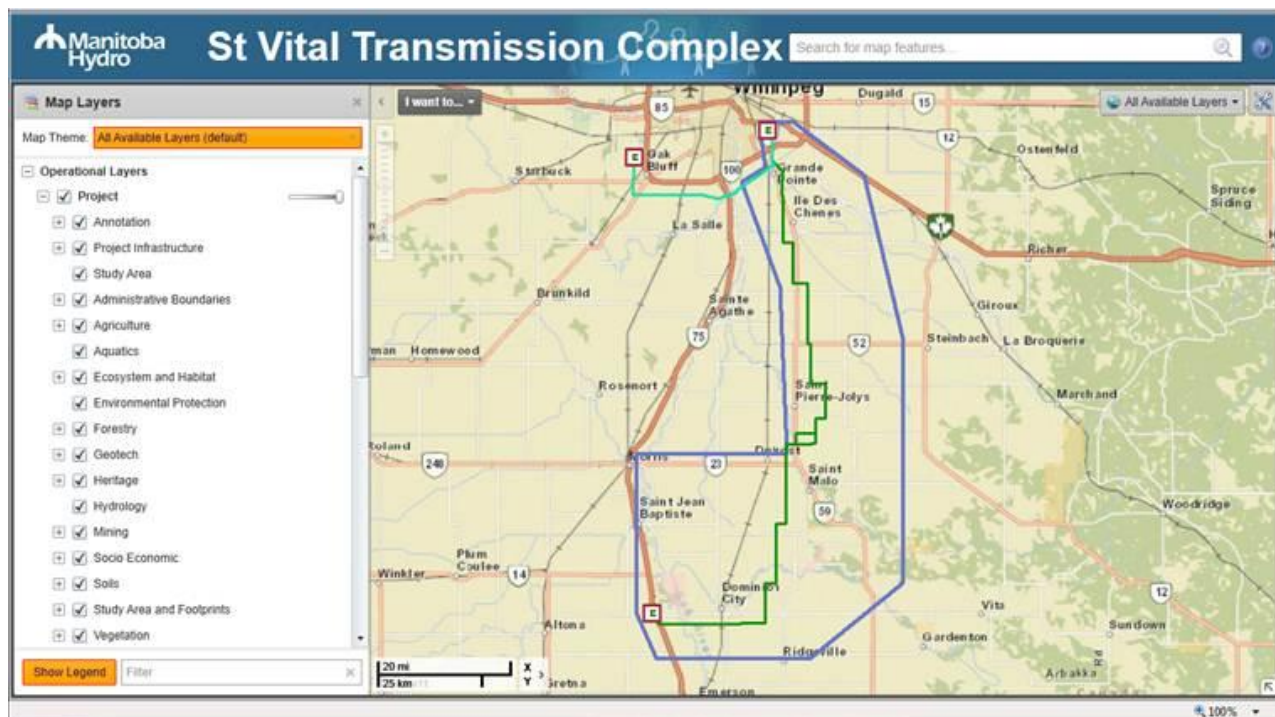 Manitoba Hydro
St Vital Transmission Complex
Search for map features...
Map Layers
Map Theme: All Available Layers (default)
Operational Layers
Project
Annotation
Project Infrastructure
Study Area
Administrative Boundaries
Agriculture
Aquatics
Ecosystem and Habitat
Environmental Protection
Forestry
Geotech
Heritage
Hydrology
Mining
Socio Economic
Soils
Study Area and Footprints
Vegetation
Show Legend
Filter
I want to...
All Available Layers
Winnipeg
Dugald
85
15
12
E
E
Oak Bluff
Ostenfeld
Starbuck
100
Grande Pointe
Spruce Siding
Ile Des Chenes
La Salle
1
Richer
Brunkild
Sainte Agathe
Giroux
75
52
Steinbach
La Broquerie
Homewood
Rosenort
Saint Pierre-Jolys
Marchand
Roland
248
Morris
23
Saint Malo
Saint Jean Baptiste
59
Woodridge
Plum Coulee
Winkler
14
Dominion City
12
E
Vita
Altona
Sundown
Gardenton
Ridgeville
Arbakka
Rd
20 mi
25 km
X
Y
Gretna
Emerson
Canada
100%